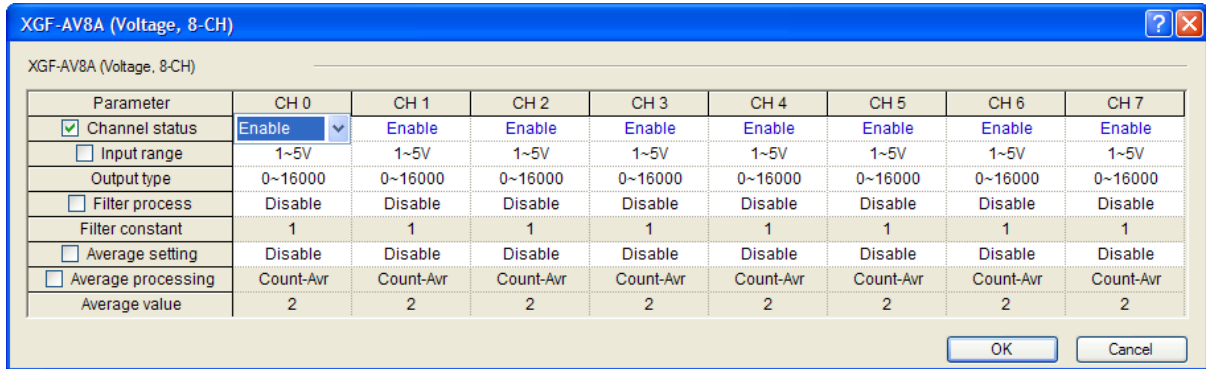 XGF-AV8A (Voltage, 8-CH)
XGF-AV8A (Voltage, 8-CH)
Parameter CH 0 CH 1 CH 2 CH 3 CH 4 CH 5 CH 6 CH 7
Channel status Enable Enable Enable Enable Enable Enable Enable Enable
Input range 1~5V 1~5V 1~5V 1~5V 1~5V 1~5V 1~5V 1~5V
Output type 0~16000 0~16000 0~16000 0~16000 0~16000 0~16000 0~16000 0~16000
Filter process Disable Disable Disable Disable Disable Disable Disable Disable
Filter constant 1 1 1 1 1 1 1 1
Average setting Disable Disable Disable Disable Disable Disable Disable Disable
Average processing Count-Avr Count-Avr Count-Avr Count-Avr Count-Avr Count-Avr Count-Avr Count-Avr
Average value 2 2 2 2 2 2 2 2
OK Cancel